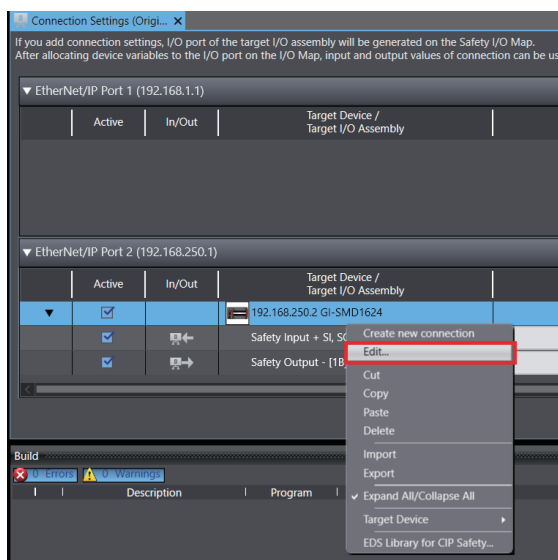 Connection Settings (Origi... X
If you add connection settings, I/O port of the target I/O assembly will be generated on the Safety I/O Map.
After allocating device variables to the I/O port on the I/O Map, input and output values of connection can be us
▼ EtherNet/IP Port 1 (192.168.1.1)
Active In/Out Target Device /
Target I/O Assembly
▼ EtherNet/IP Port 2 (192.168.250.1)
Active In/Out Target Device /
Target I/O Assembly
▼ 192.168.250.2 GI-SMD1624
Safety Input + SI, SO
Safety Output - [1B
Create new connection
Edit...
Cut
Copy
Paste
Delete
Import
Export
✓ Expand All/Collapse All
Target Device
EDS Library for CIP Safety...
Build
0 Errors 0 Warnings
! Description Program